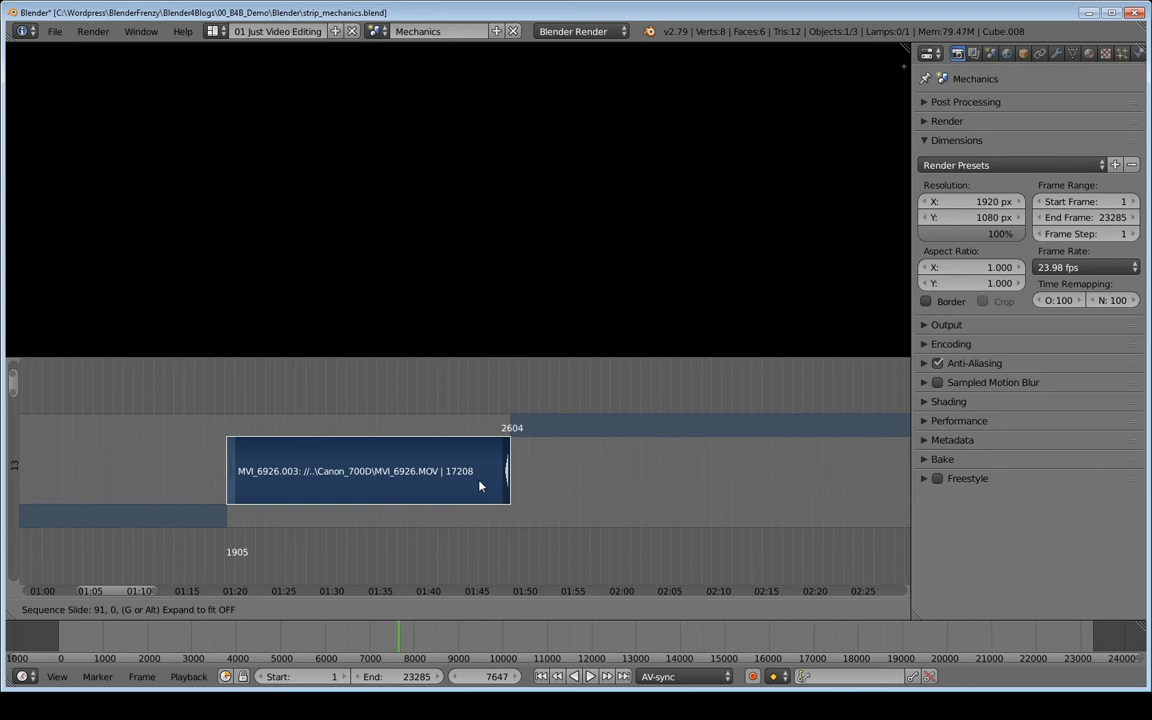 Blender* [C:\Wordpress\BlenderFrenzy\Blender4Blogs\00_B4B_Demo\Blender\strip_mechanics.blend]
File Render Window Help 01 Just Video Editing Mechanics Blender Render v2.79 | Verts:8 | Faces:6 | Tris:12 | Objects:1/3 | Lamps:0/1 | Mem:79.47M | Cube.008
Mechanics
Post Processing
Render
Dimensions
Render Presets
Resolution: Frame Range:
X: 1920 px Start Frame: 1
Y: 1080 px End Frame: 23285
100% Frame Step: 1
Aspect Ratio: Frame Rate:
X: 1.000 23.98 fps
Y: 1.000 Time Remapping:
Border Crop O: 100 N: 100
Output
Encoding
Anti-Aliasing
Sampled Motion Blur
Shading
Performance
Metadata
Bake
Freestyle
2604
13
MVI_6926.003: //..\Canon_700D\MVI_6926.MOV | 17208
1905
01:00 01:05 01:10 01:15 01:20 01:25 01:30 01:35 01:40 01:45 01:50 01:55 02:00 02:05 02:10 02:15 02:20 02:25
Sequence Slide: 91, 0, (G or Alt) Expand to fit OFF
1000 0 1000 2000 3000 4000 5000 6000 7000 8000 9000 10000 11000 12000 13000 14000 15000 16000 17000 18000 19000 20000 21000 22000 23000 24000
View Marker Frame Playback Start: 1 End: 23285 7647 AV-sync